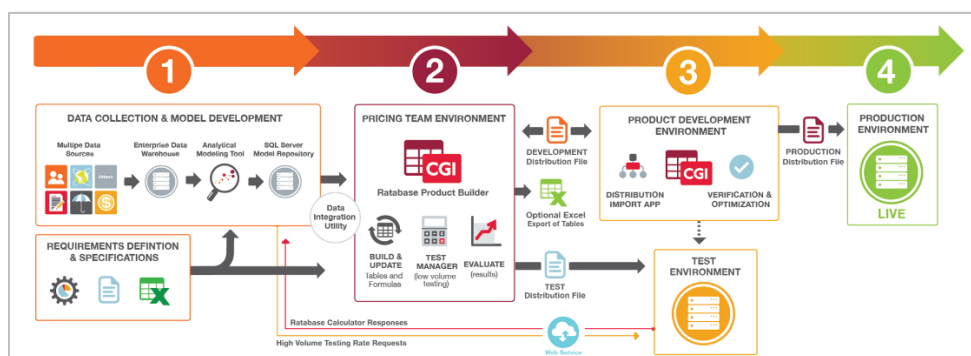 1
2
3
4
DATA COLLECTION & MODEL DEVELOPMENT
Multipe Data
Sources
Others
Enterprise Data
Warehouse
Analytical
Modeling Tool
SQL Server
Model Repository
REQUIREMENTS DEFINTION
& SPECIFICATIONS
Data
Integration
Utility
PRICING TEAM ENVIRONMENT
CGI
Ratabase Product Builder
BUILD &
UPDATE
Tables and
Formulas
TEST
MANAGER
(low volume
testing)
EVALUATE
(results)
DEVELOPMENT
Distribution File
Optional Excel
Export of Tables
TEST
Distribution File
PRODUCT DEVELOPMENT
ENVIRONMENT
CGI
DISTRIBUTION
IMPORT APP
VERIFICATION &
OPTIMIZATION
PRODUCTION
Distribution File
PRODUCTION
ENVIRONMENT
LIVE
TEST
ENVIRONMENT
Ratabase Calculator Responses
High Volume Testing Rate Requests
Web Service